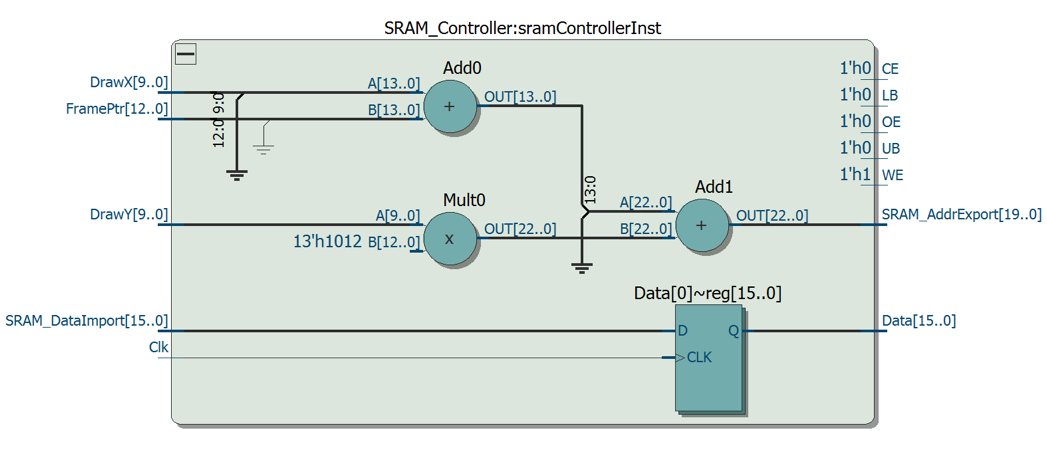 SRAM_Controller:sramControllerInst
DrawX[9..0]
FramePtr[12..0]
12:0 9:0
A[13..0]
B[13..0]
Add0
+
OUT[13..0]
1'h0 CE
1'h0 LB
1'h0 OE
1'h0 UB
1'h1 WE
DrawY[9..0]
A[9..0]
13'h1012 B[12..0]
Mult0
x
OUT[22..0]
13:0
A[22..0]
B[22..0]
Add1
+
OUT[22..0]
SRAM_AddrExport[19..0]
Data[0]~reg[15..0]
SRAM_DataImport[15..0]
D
Q
Data[15..0]
Clk
CLK